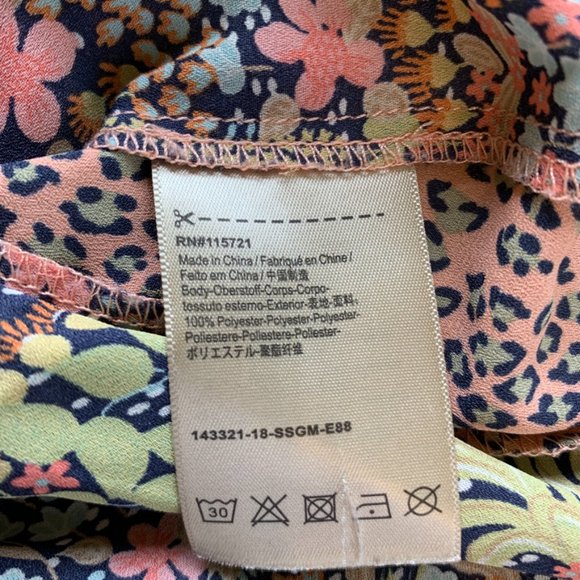 RN#115721
Made in China / Fabriqué en Chine /
Feito em China / 中国制造
Body-Oberstoff-Corps-Corpo-
tessuto esterno-Exterior-表地-面料,
100% Polyester-Polyester-Polyester-
Poliestere-Poliestere-Poliester-
ポリエステル-聚酯纤维
143321-18-SSGM-E88
30